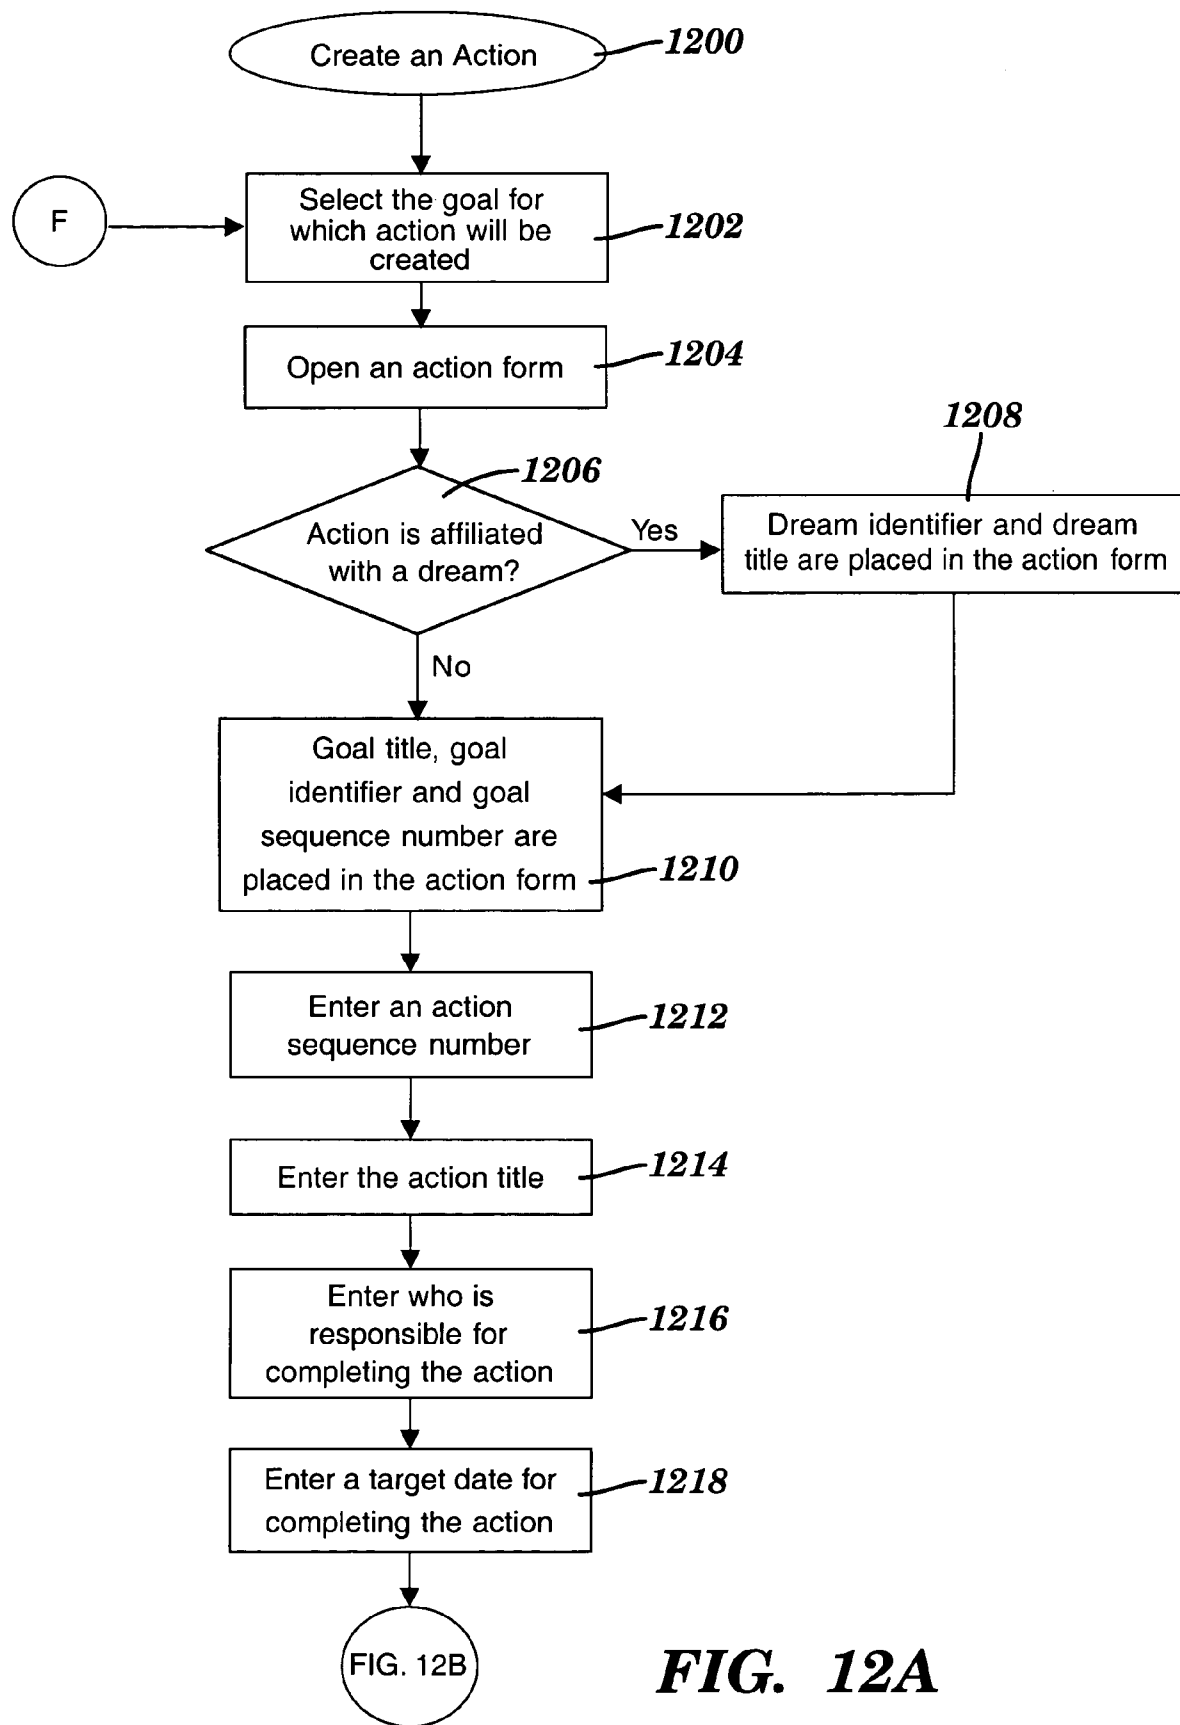 Create an Action
1200
F
Select the goal for
which action will be
created
1202
Open an action form
1204
1206
Action is affiliated
with a dream?
Yes
1208
Dream identifier and dream
title are placed in the action form
No
Goal title, goal
identifier and goal
sequence number are
placed in the action form
1210
Enter an action
sequence number
1212
Enter the action title
1214
Enter who is
responsible for
completing the action
1216
Enter a target date for
completing the action
1218
FIG. 12B
FIG. 12A